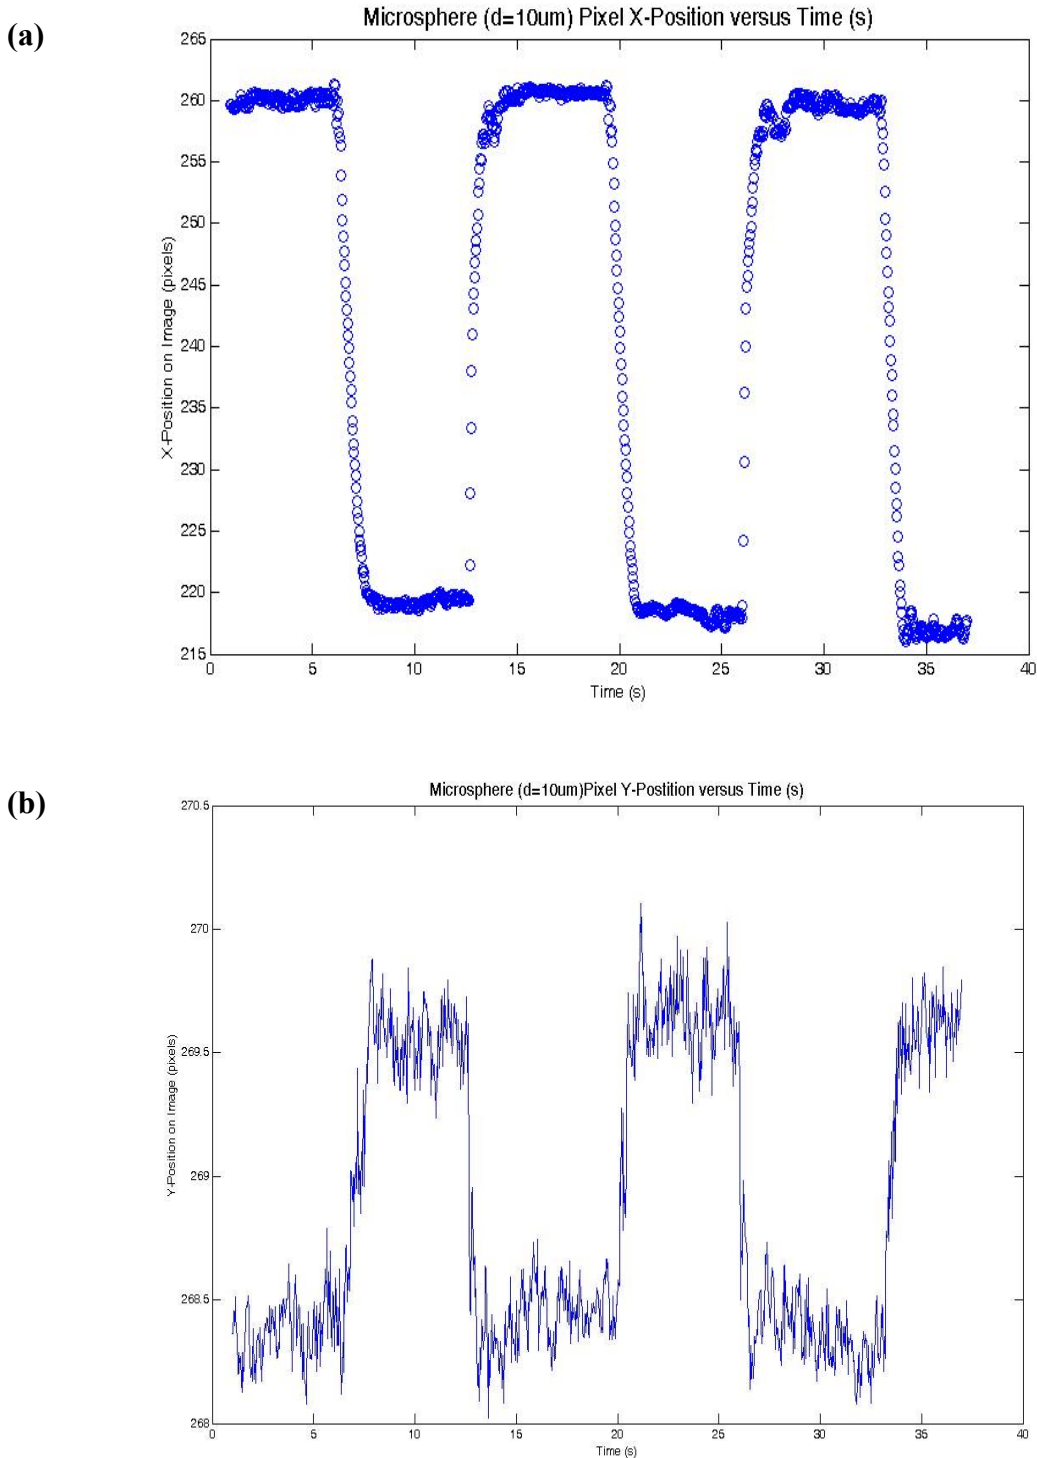 (a)
Microsphere (d=10um) Pixel X-Position versus Time (s)
265
260
255
250
245
240
235
230
225
220
215
X-Position on Image (pixels)
0 5 10 15 20 25 30 35 40
Time (s)
(b)
Microsphere (d=10um)Pixel Y-Postition versus Time (s)
270.5
270
269.5
269
268.5
268
Y-Position on Image (pixels)
0 5 10 15 20 25 30 35 40
Time (s)